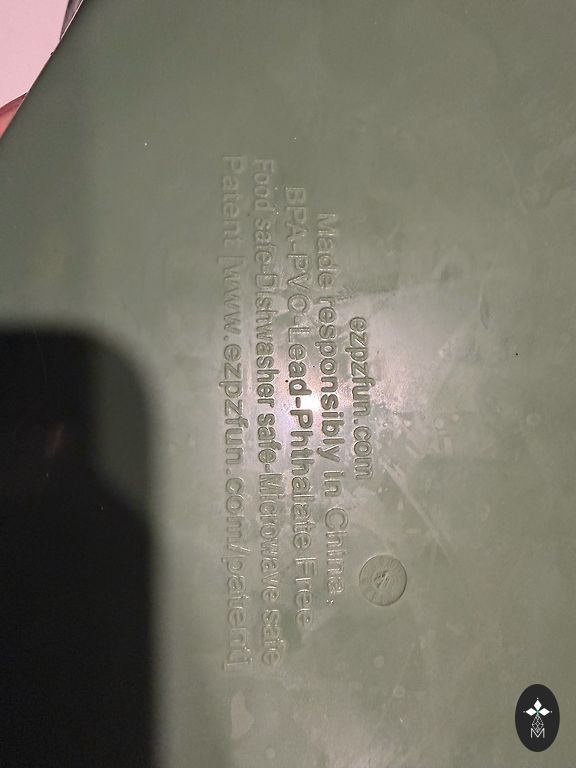 ezpzfun.com
Made responsibly in China.
BPA-PVC-Lead-Phthalate Free
Food safe-Dishwasher safe-Microwave safe
Patent [www.ezpzfun.com/patent]
M